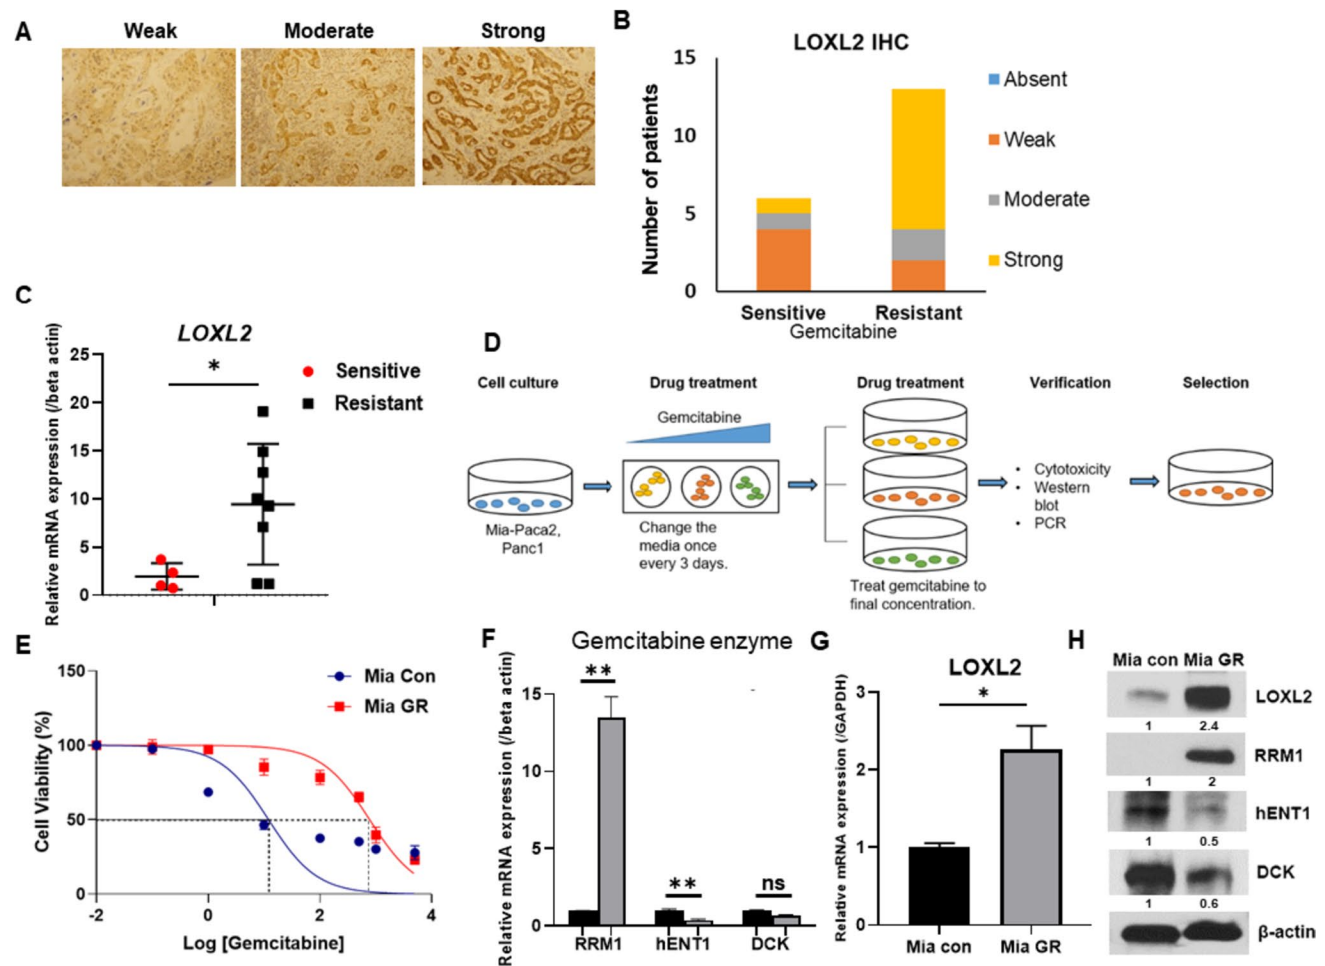 A
Weak
Moderate
Strong
B
LOXL2 IHC
Number of patients
15
10
5
0
Sensitive
Resistant
Gemcitabine
Absent
Weak
Moderate
Strong
C
LOXL2
*
Relative mRNA expression (/beta actin)
25
20
15
10
5
0
Sensitive
Resistant
D
Cell culture
Drug treatment
Drug treatment
Verification
Selection
Gemcitabine
Mia-Paca2,
Panc1
Change the
media once
every 3 days.
Treat gemcitabine to
final concentration.
• Cytotoxicity
• Western
blot
• PCR
E
Cell Viability (%)
150
100
50
0
-2
0
2
4
Log [Gemcitabine]
Mia Con
Mia GR
F
Gemcitabine enzyme
Relative mRNA expression (/beta actin)
15
10
5
0
**
**
ns
RRM1
hENT1
DCK
G
LOXL2
*
Relative mRNA expression (/GAPDH)
3
2
1
0
Mia con
Mia GR
H
Mia con Mia GR
LOXL2
1 2.4
RRM1
1 2
hENT1
1 0.5
DCK
1 0.6
β-actin